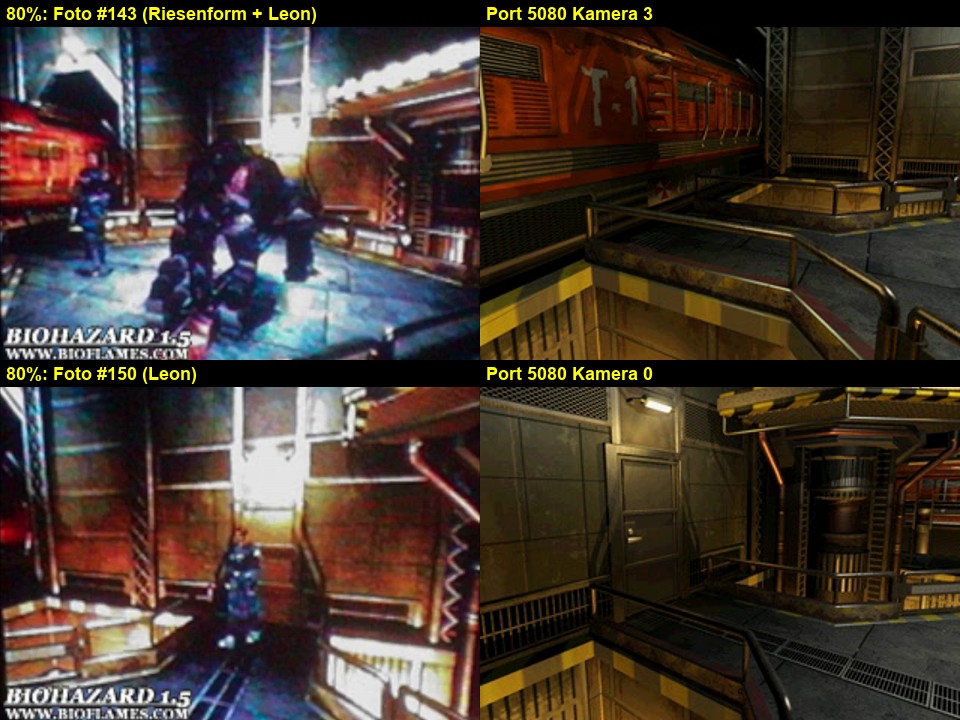 80%: Foto #143 (Riesenform + Leon)
Port 5080 Kamera 3
T-1
BIOHAZARD 1.5
WWW.BIOFLAMES.COM
80%: Foto #150 (Leon)
Port 5080 Kamera 0
BIOHAZARD 1.5
WWW.BIOFLAMES.COM